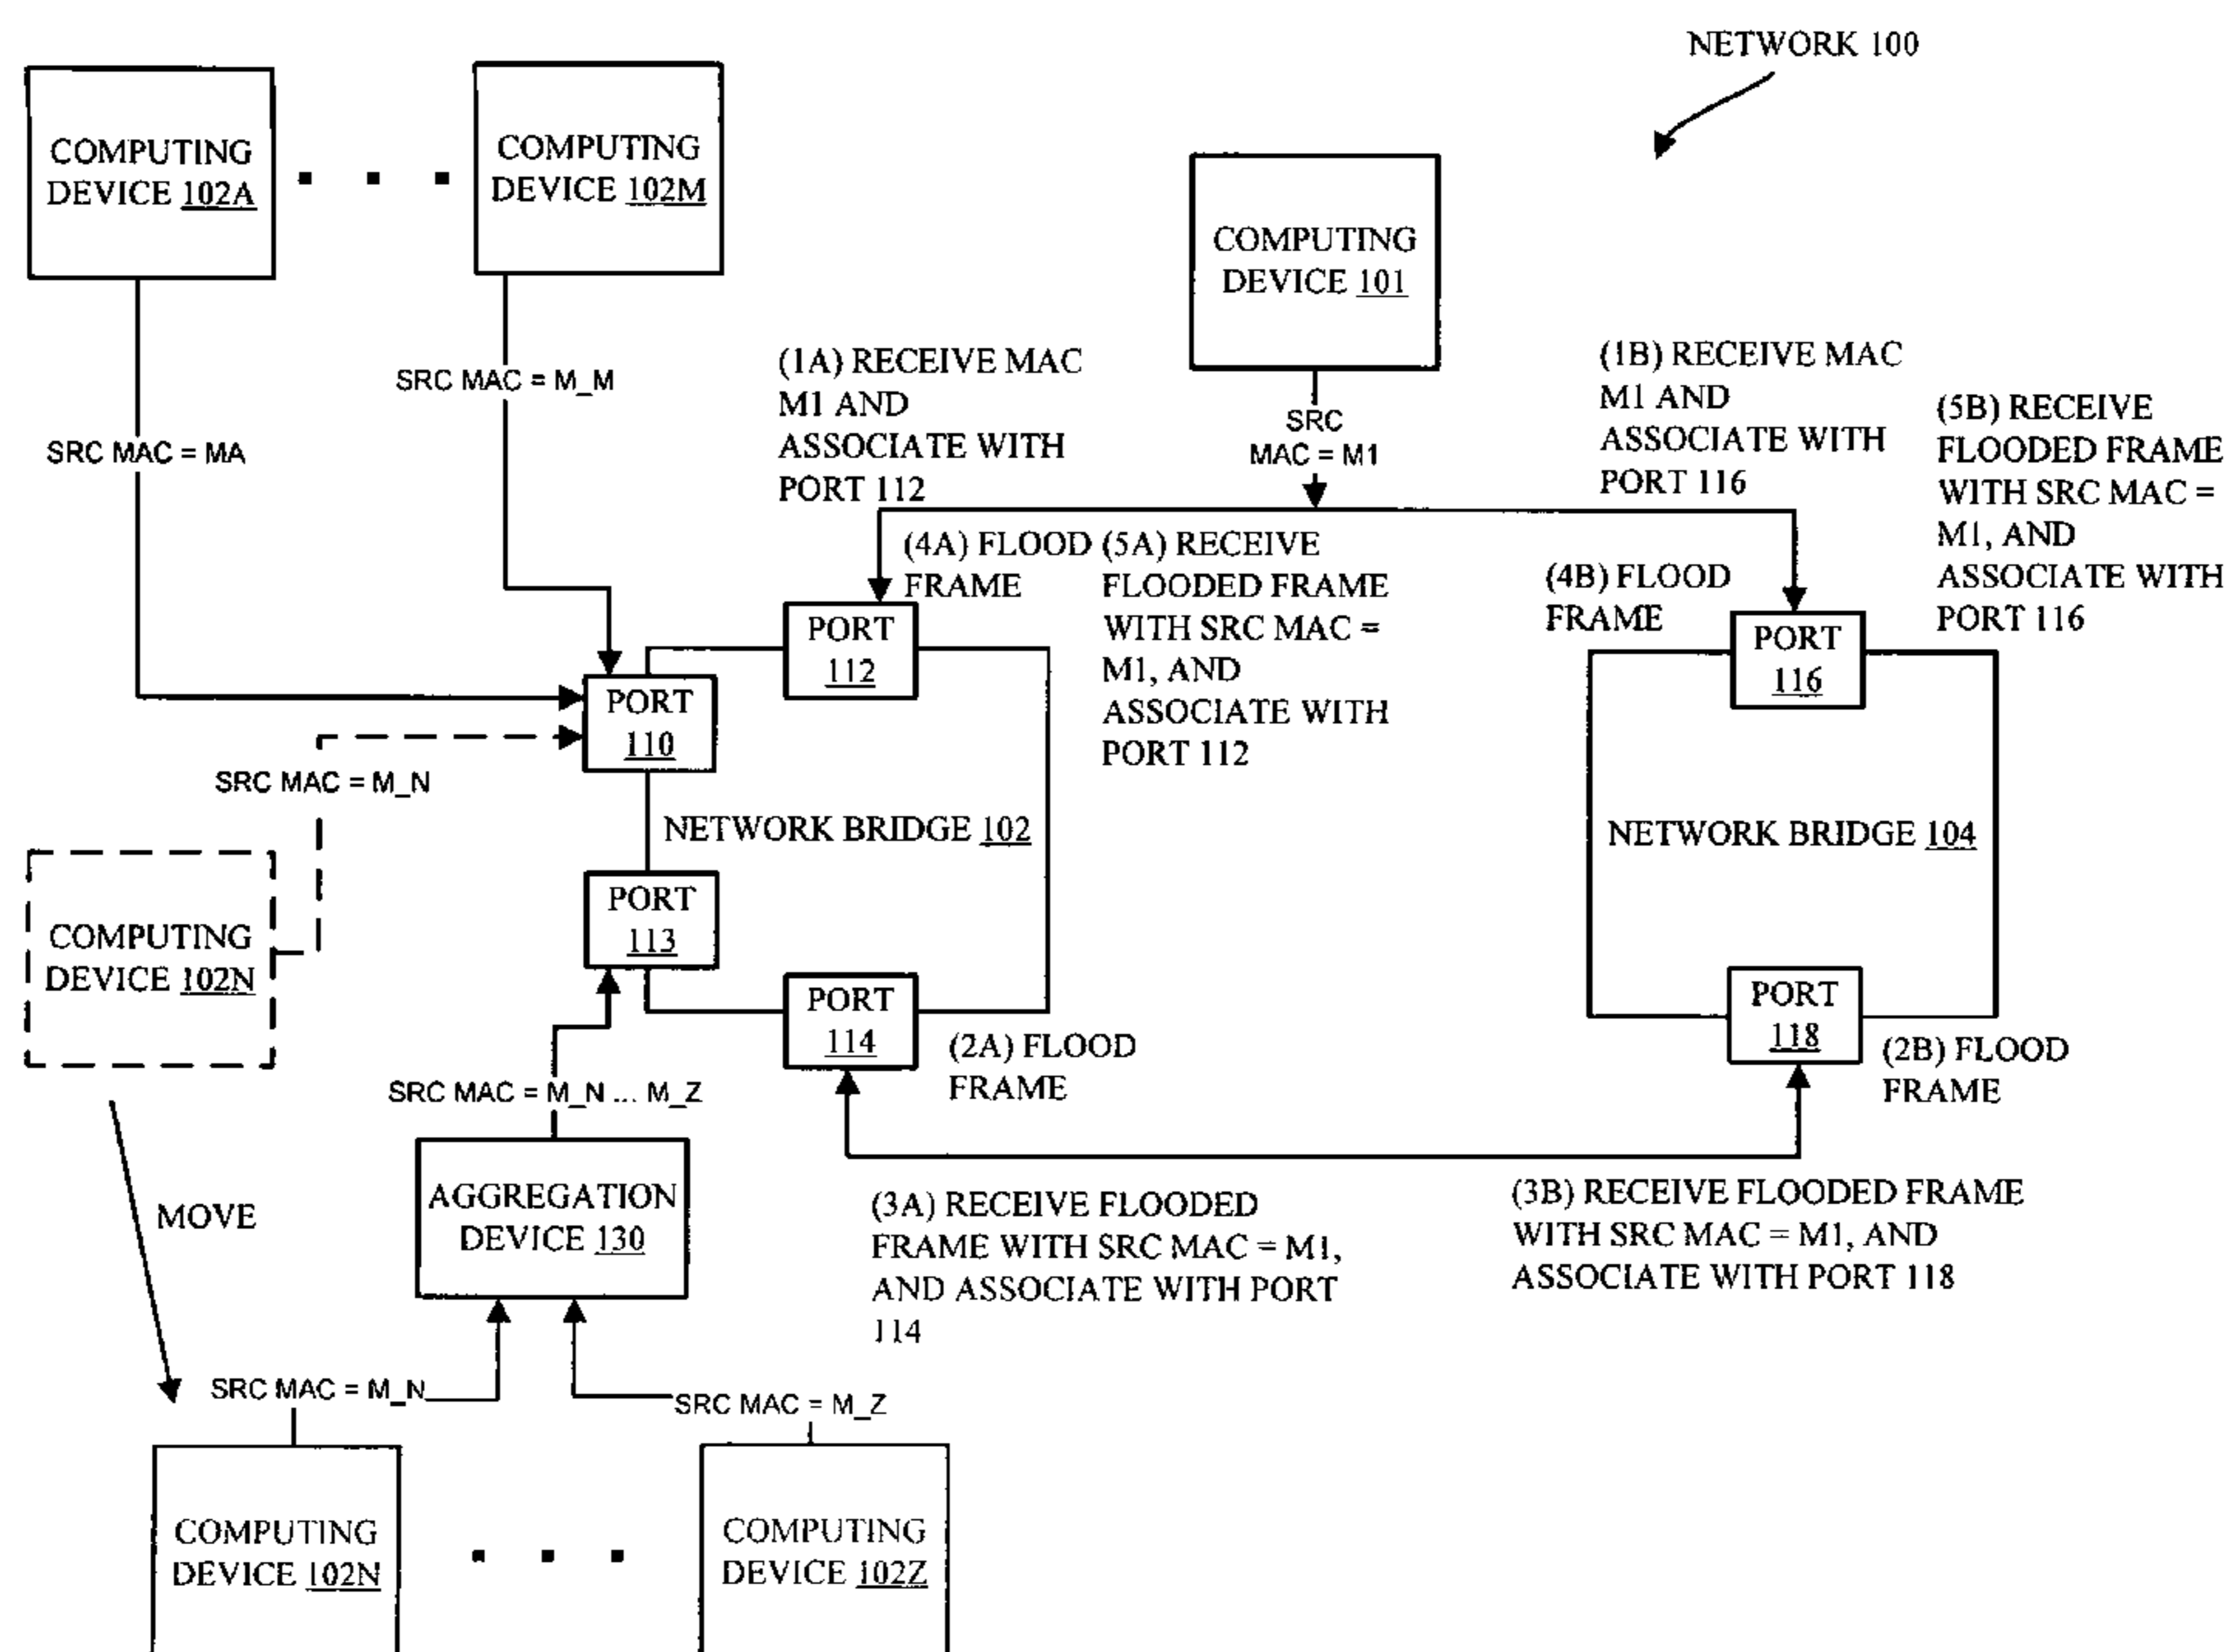 NETWORK 100
COMPUTING
DEVICE 102A
COMPUTING
DEVICE 102M
COMPUTING
DEVICE 101
SRC MAC = MA
SRC MAC = M_M
(1A) RECEIVE MAC
M1 AND
ASSOCIATE WITH
PORT 112
SRC
MAC = M1
(1B) RECEIVE MAC
M1 AND
ASSOCIATE WITH
PORT 116
(5B) RECEIVE
FLOODED FRAME
WITH SRC MAC =
M1, AND
ASSOCIATE WITH
PORT 116
(4A) FLOOD
FRAME
(5A) RECEIVE
FLOODED FRAME
WITH SRC MAC =
M1, AND
ASSOCIATE WITH
PORT 112
(4B) FLOOD
FRAME
PORT
112
PORT
116
PORT
110
SRC MAC = M_N
NETWORK BRIDGE 102
NETWORK BRIDGE 104
COMPUTING
DEVICE 102N
PORT
113
PORT
114
(2A) FLOOD
FRAME
PORT
118
(2B) FLOOD
FRAME
SRC MAC = M_N ... M_Z
AGGREGATION
DEVICE 130
MOVE
(3A) RECEIVE FLOODED
FRAME WITH SRC MAC = M1,
AND ASSOCIATE WITH PORT
114
(3B) RECEIVE FLOODED FRAME
WITH SRC MAC = M1, AND
ASSOCIATE WITH PORT 118
SRC MAC = M_N
SRC MAC = M_Z
COMPUTING
DEVICE 102N
COMPUTING
DEVICE 102Z